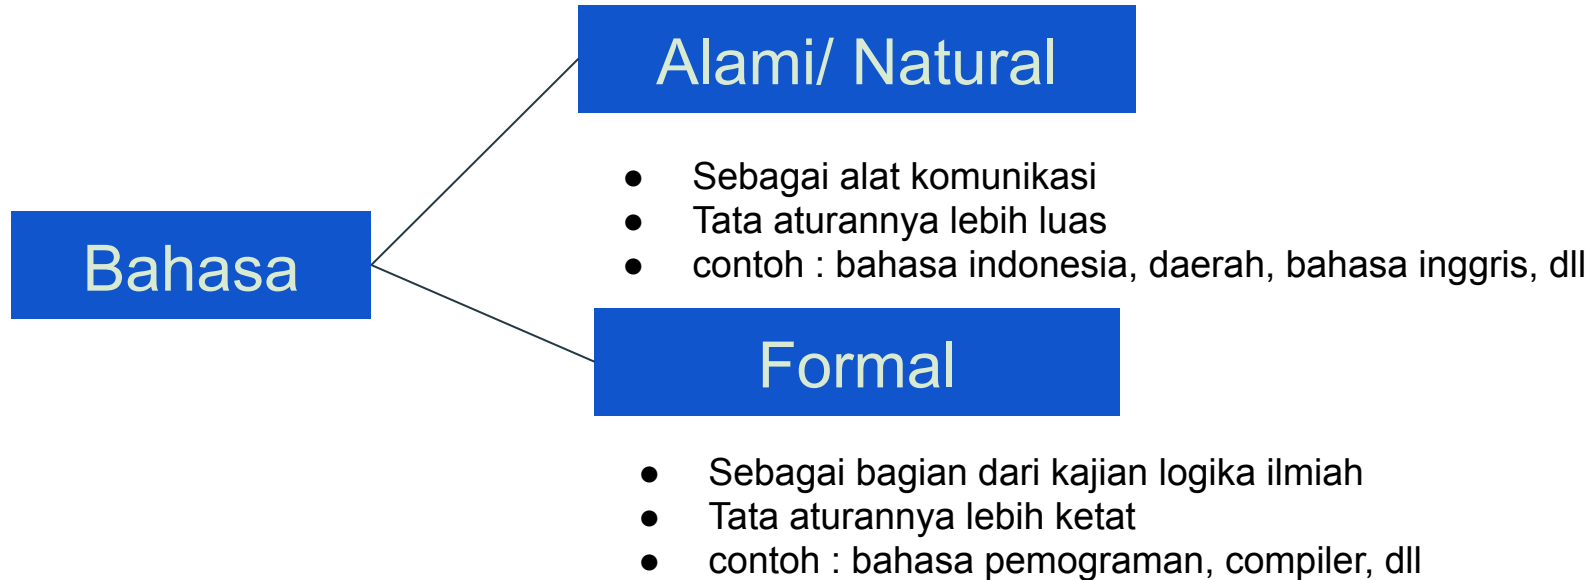 Alami/ Natural
● Sebagai alat komunikasi
● Tata aturannya lebih luas
● contoh : bahasa indonesia, daerah, bahasa inggris, dll
Bahasa
Formal
● Sebagai bagian dari kajian logika ilmiah
● Tata aturannya lebih ketat
● contoh : bahasa pemograman, compiler, dll